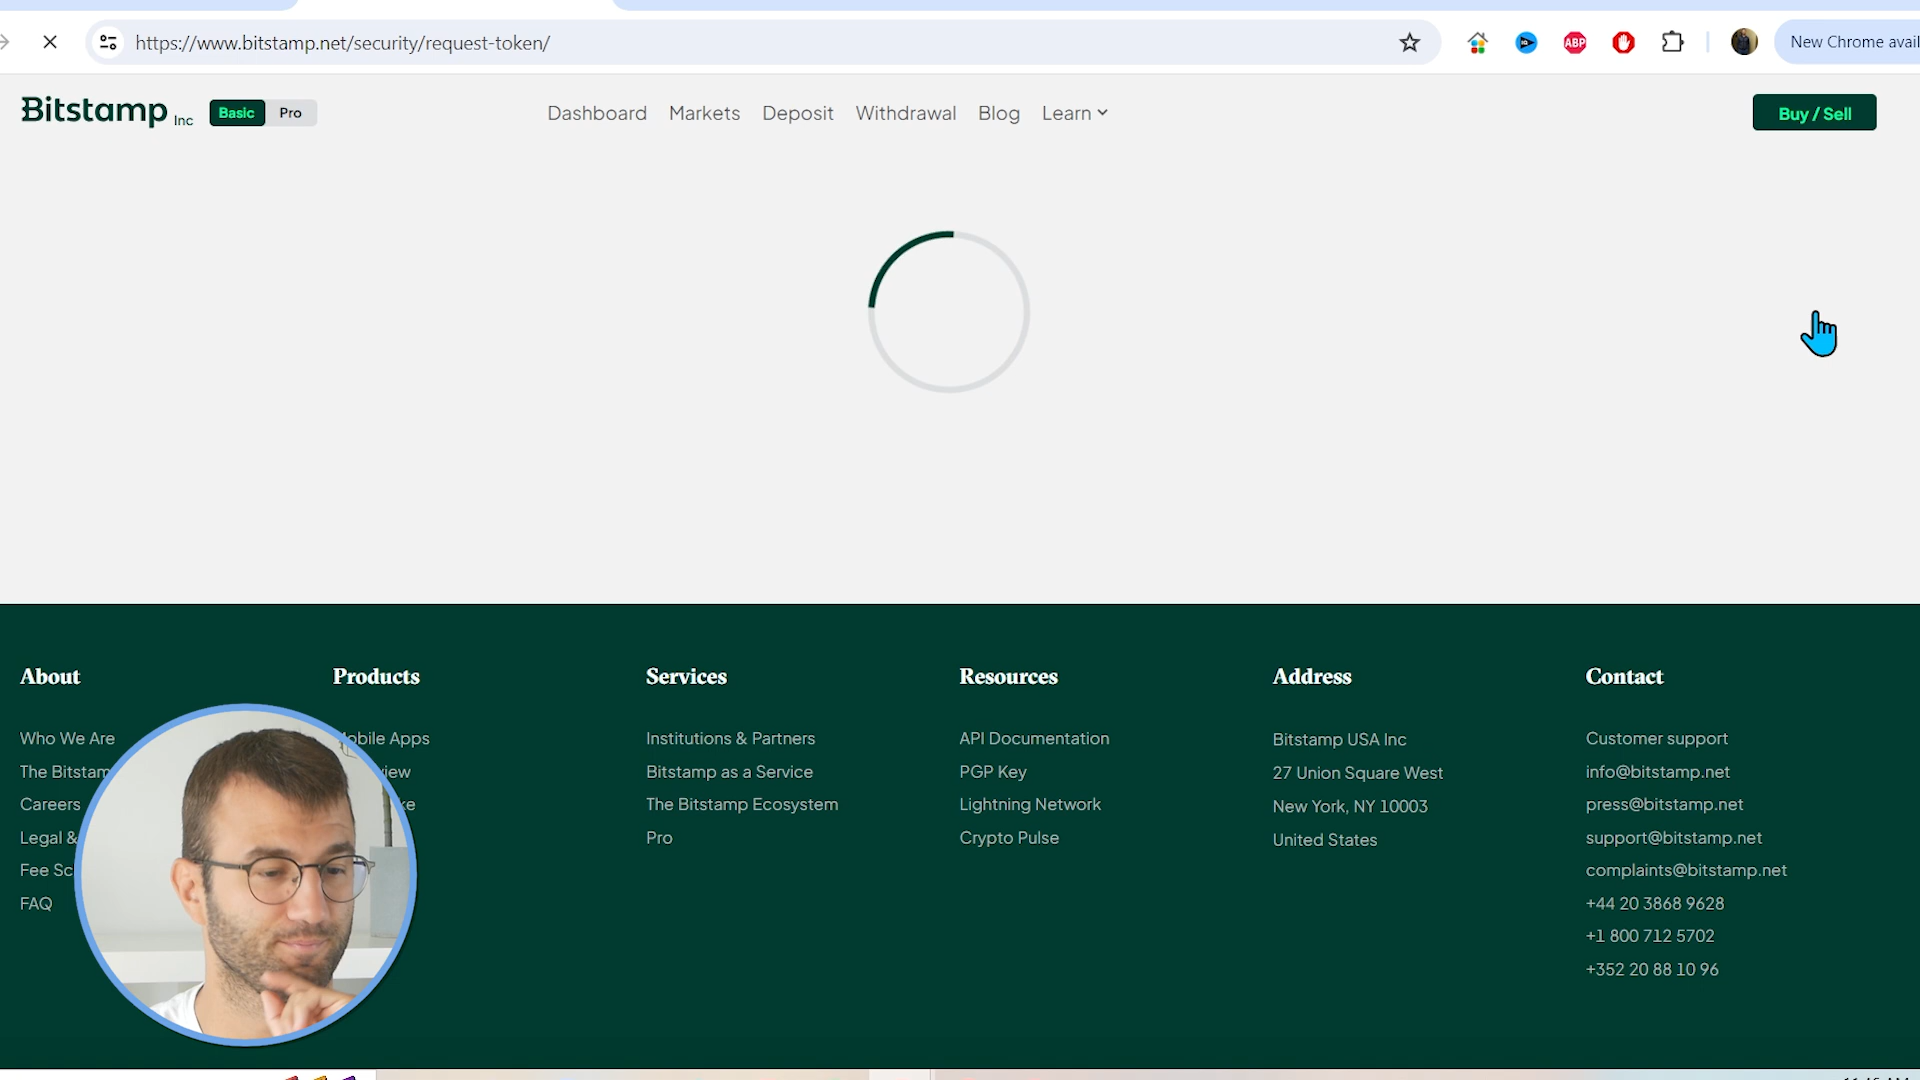 https://www.bitstamp.net/security/request-token/
ABP
New Chrome avail
Bitstamp Inc
Basic
Pro
Dashboard
Markets
Deposit
Withdrawal
Blog
Learn
Buy / Sell
About
Who We Are
The Bitstam
Careers
Legal &
Fee Sc
FAQ
Products
Mobile Apps
Services
Institutions & Partners
Bitstamp as a Service
The Bitstamp Ecosystem
Pro
Resources
API Documentation
PGP Key
Lightning Network
Crypto Pulse
Address
Bitstamp USA Inc
27 Union Square West
New York, NY 10003
United States
Contact
Customer support
info@bitstamp.net
press@bitstamp.net
support@bitstamp.net
complaints@bitstamp.net
+44 20 3868 9628
+1 800 712 5702
+352 20 88 10 96